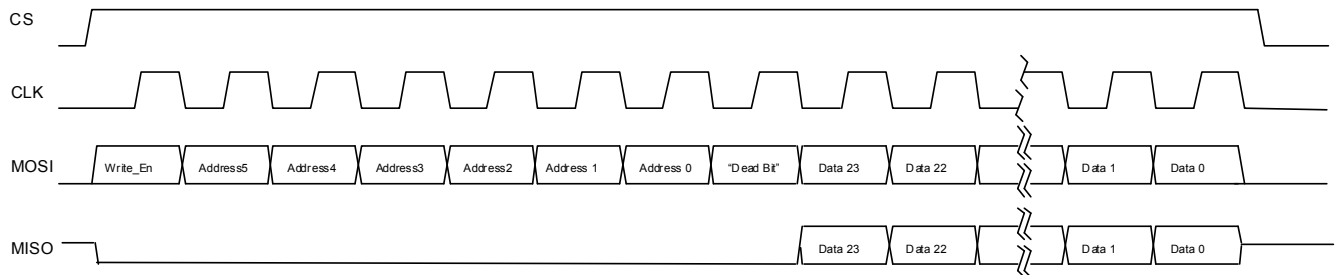 CS
CLK
MOSI Write_En Address5 Address4 Address3 Address2 Address 1 Address 0 "Dead Bit" Data 23 Data 22 Data 1 Data 0
MISO Data 23 Data 22 Data 1 Data 0